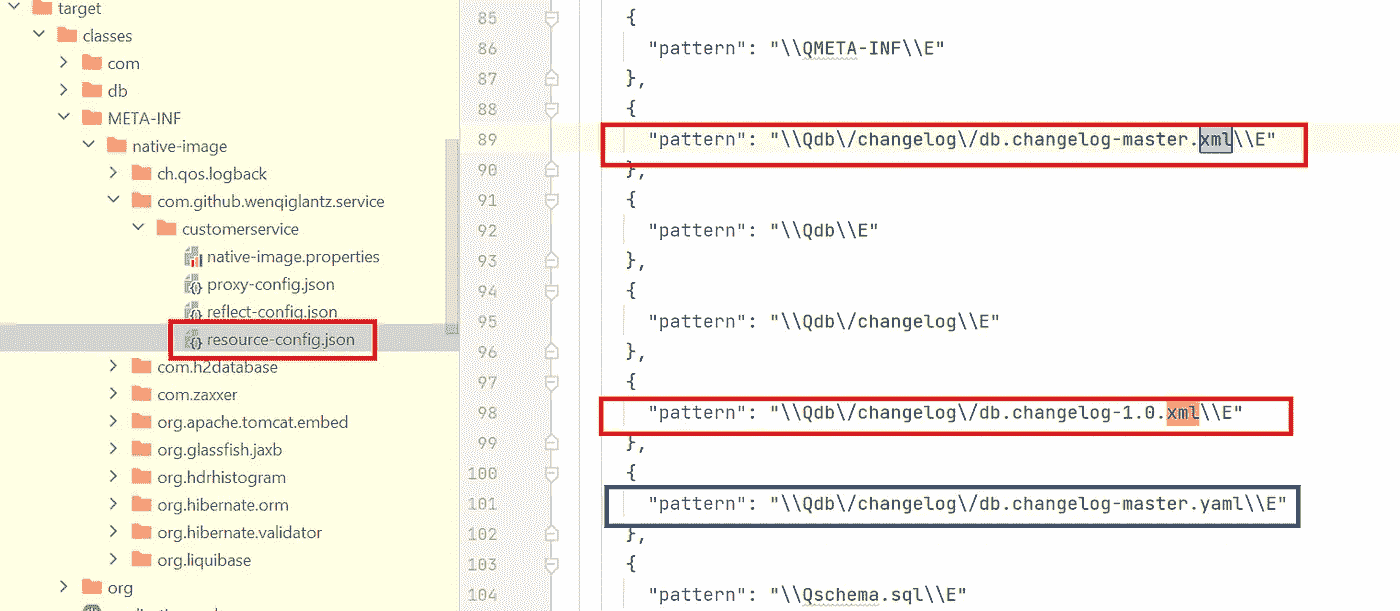 target
classes
com
db
META-INF
native-image
ch.qos.logback
com.github.wenqiglantz.service
customerservice
native-image.properties
proxy-config.json
reflect-config.json
resource-config.json
com.h2database
com.zaxxer
org.apache.tomcat.embed
org.glassfish.jaxb
org.hdrhistogram
org.hibernate.orm
org.hibernate.validator
org.liquibase
org
85 {
86 "pattern": "\\QMETA-INF\\E"
87 },
88 {
89 "pattern": "\\Qdb\/changelog\/db.changelog-master.xml\\E"
90 },
91 {
92 "pattern": "\\Qdb\\E"
93 },
94 {
95 "pattern": "\\Qdb\/changelog\\E"
96 },
97 {
98 "pattern": "\\Qdb\/changelog\/db.changelog-1.0.xml\\E"
99 },
100 {
101 "pattern": "\\Qdb\/changelog\/db.changelog-master.yaml\\E"
102 },
103 {
104 "pattern": "\\Qschema.sql\\E"